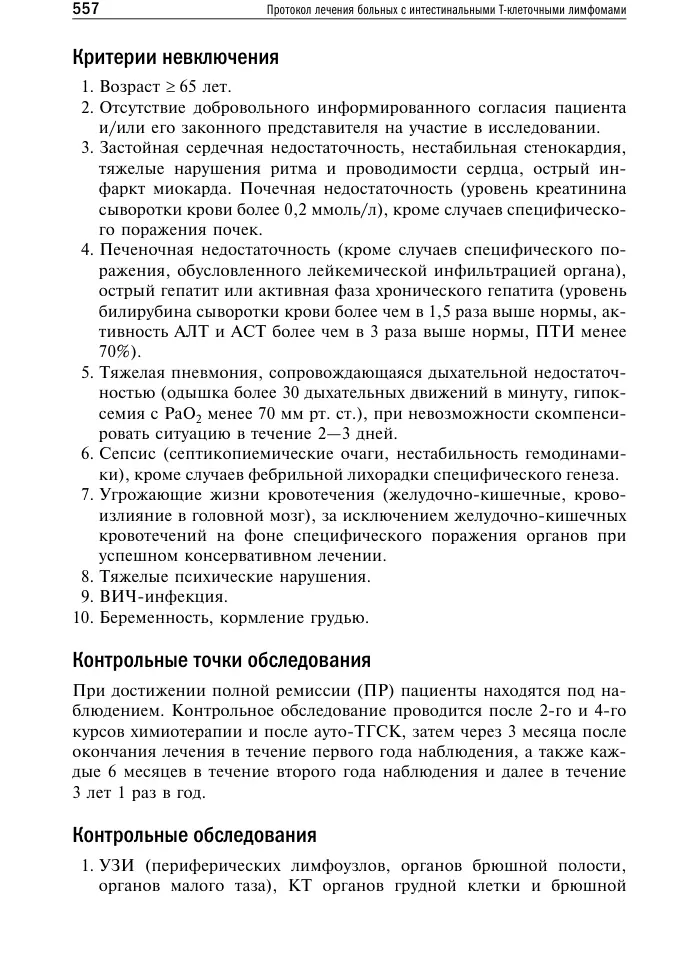 557
Протокол лечения больных с интестинальными Т-клеточными лимфомами
Критерии невключения
1. Возраст ≥ 65 лет.
2. Отсутствие добровольного информированного согласия пациента
и/или его законного представителя на участие в исследовании.
3. Застойная сердечная недостаточность, нестабильная стенокардия,
тяжелые нарушения ритма и проводимости сердца, острый ин-
фаркт миокарда. Почечная недостаточность (уровень креатинина
сыворотки крови более 0,2 ммоль/л), кроме случаев специфическо-
го поражения почек.
4. Печеночная недостаточность (кроме случаев специфического по-
ражения, обусловленного лейкемической инфильтрацией органа),
острый гепатит или активная фаза хронического гепатита (уровень
билирубина сыворотки крови более чем в 1,5 раза выше нормы, ак-
тивность АЛТ и АСТ более чем в 3 раза выше нормы, ПТИ менее
70%).
5. Тяжелая пневмония, сопровождающаяся дыхательной недостаточ-
ностью (одышка более 30 дыхательных движений в минуту, гипок-
семия с PaO₂ менее 70 мм рт. ст.), при невозможности скомпенси-
ровать ситуацию в течение 2—3 дней.
6. Сепсис (септикопиемические очаги, нестабильность гемодинами-
ки), кроме случаев фебрильной лихорадки специфического генеза.
7. Угрожающие жизни кровотечения (желудочно-кишечные, крово-
излияние в головной мозг), за исключением желудочно-кишечных
кровотечений на фоне специфического поражения органов при
успешном консервативном лечении.
8. Тяжелые психические нарушения.
9. ВИЧ-инфекция.
10. Беременность, кормление грудью.
Контрольные точки обследования
При достижении полной ремиссии (ПР) пациенты находятся под на-
блюдением. Контрольное обследование проводится после 2-го и 4-го
курсов химиотерапии и после ауто-ТГСК, затем через 3 месяца после
окончания лечения в течение первого года наблюдения, а также каж-
дые 6 месяцев в течение второго года наблюдения и далее в течение
3 лет 1 раз в год.
Контрольные обследования
1. УЗИ (периферических лимфоузлов, органов брюшной полости,
органов малого таза), КТ органов грудной клетки и брюшной